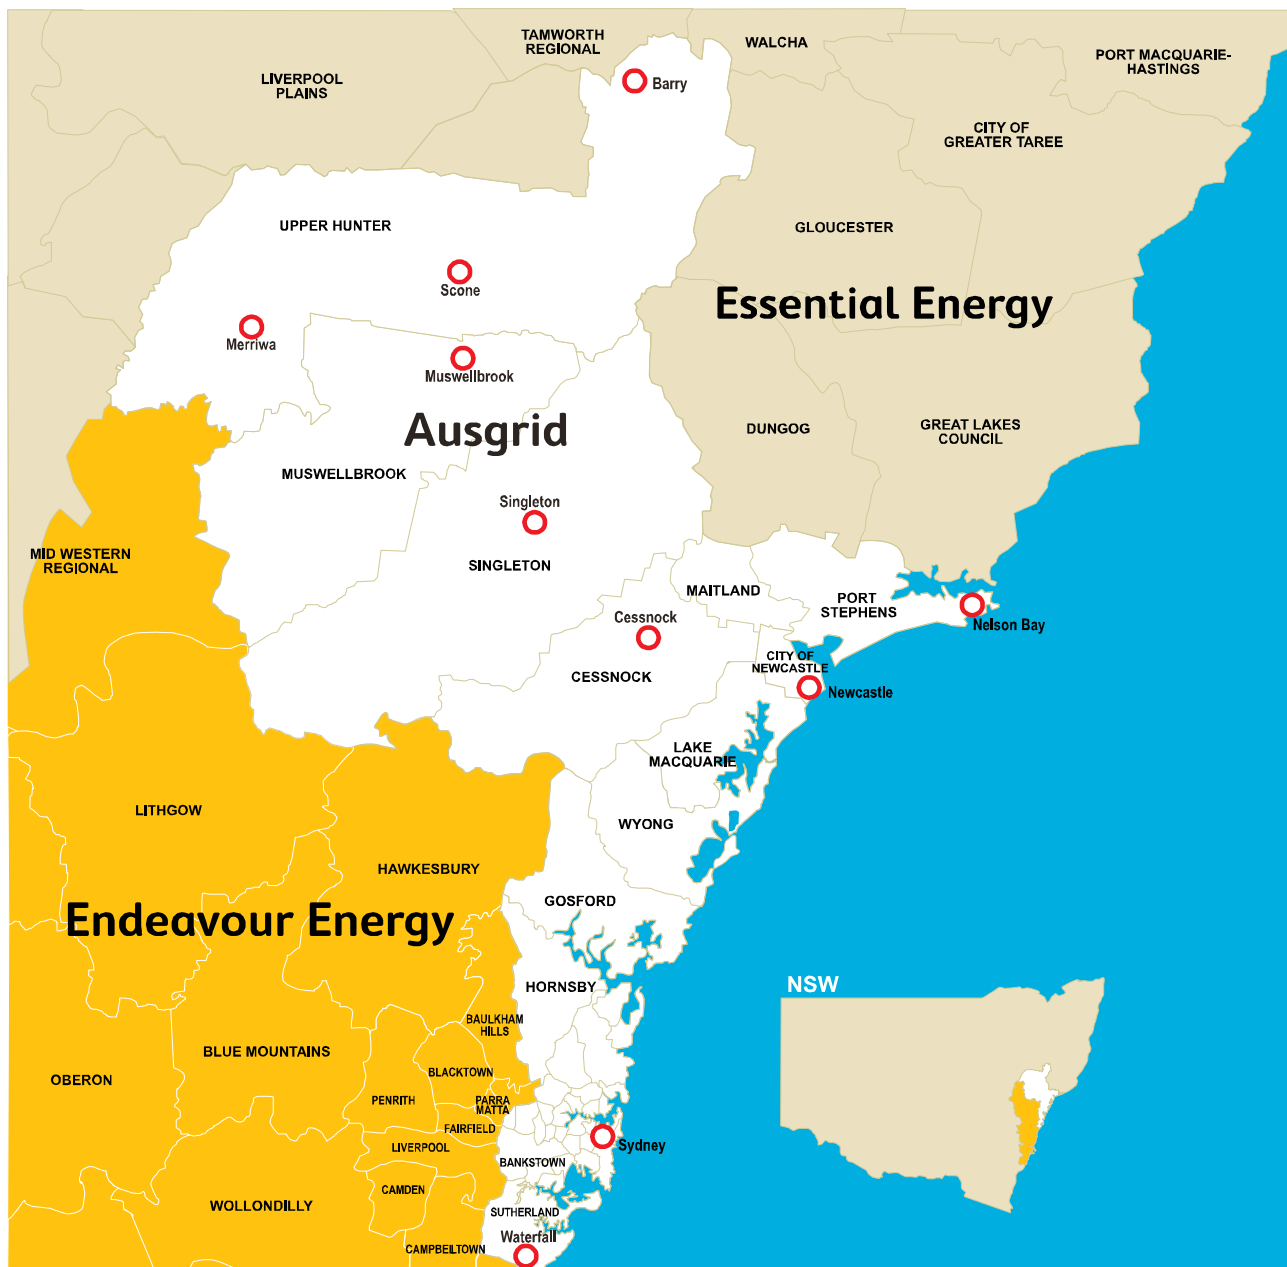 TAMWORTH
REGIONAL
WALCHA
PORT MACQUARIE-
HASTINGS
LIVERPOOL
PLAINS
Barry
CITY OF
GREATER TAREE
UPPER HUNTER
GLOUCESTER
Scone
Essential Energy
Merriwa
Muswellbrook
Ausgrid
DUNGOG
GREAT LAKES
COUNCIL
MUSWELLBROOK
Singleton
MID WESTERN
REGIONAL
SINGLETON
MAITLAND
PORT
STEPHENS
Cessnock
Nelson Bay
CITY OF
NEWCASTLE
CESSNOCK
Newcastle
LAKE
MACQUARIE
LITHGOW
WYONG
HAWKESBURY
GOSFORD
Endeavour Energy
HORNSBY
NSW
BAULKHAM
HILLS
BLUE MOUNTAINS
OBERON
BLACKTOWN
PENRITH
PARRA
MATTA
FAIRFIELD
LIVERPOOL
Sydney
BANKSTOWN
CAMDEN
WOLLONDILLY
SUTHERLAND
Waterfall
CAMPBELTOWN